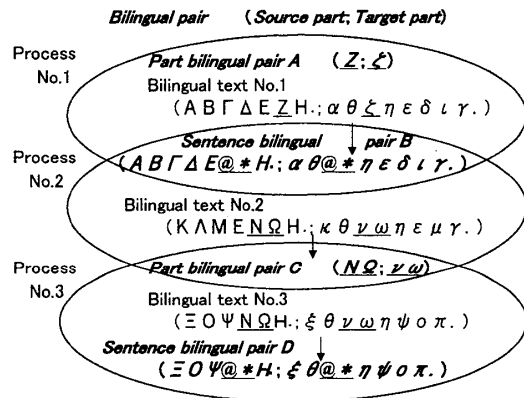 Bilingual pair (Source part; Target part)
Process No.1
Part bilingual pair A (Ζ; ζ)
Bilingual text No.1
(ΑΒΓΔΕΖΗ.; αθζηεδιγ.)
Process No.2
Sentence bilingual pair B
(ΑΒΓΔΕ@*Η.; αθ@*ηεδιγ.)
Bilingual text No.2
(ΚΛΜΕΝΩΗ.; κθνωηεμγ.)
Process No.3
Part bilingual pair C (ΝΩ; νω)
Bilingual text No.3
(ΞΟΨΝΩΗ.; ξθνωηψοπ.)
Sentence bilingual pair D
(ΞΟΨ@*Η.; ξθ@*ηψοπ.)